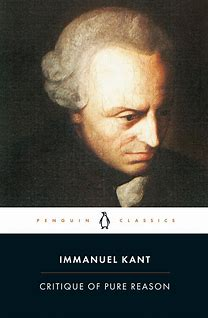 PENGUIN CLASSICS
IMMANUEL KANT
CRITIQUE OF PURE REASON